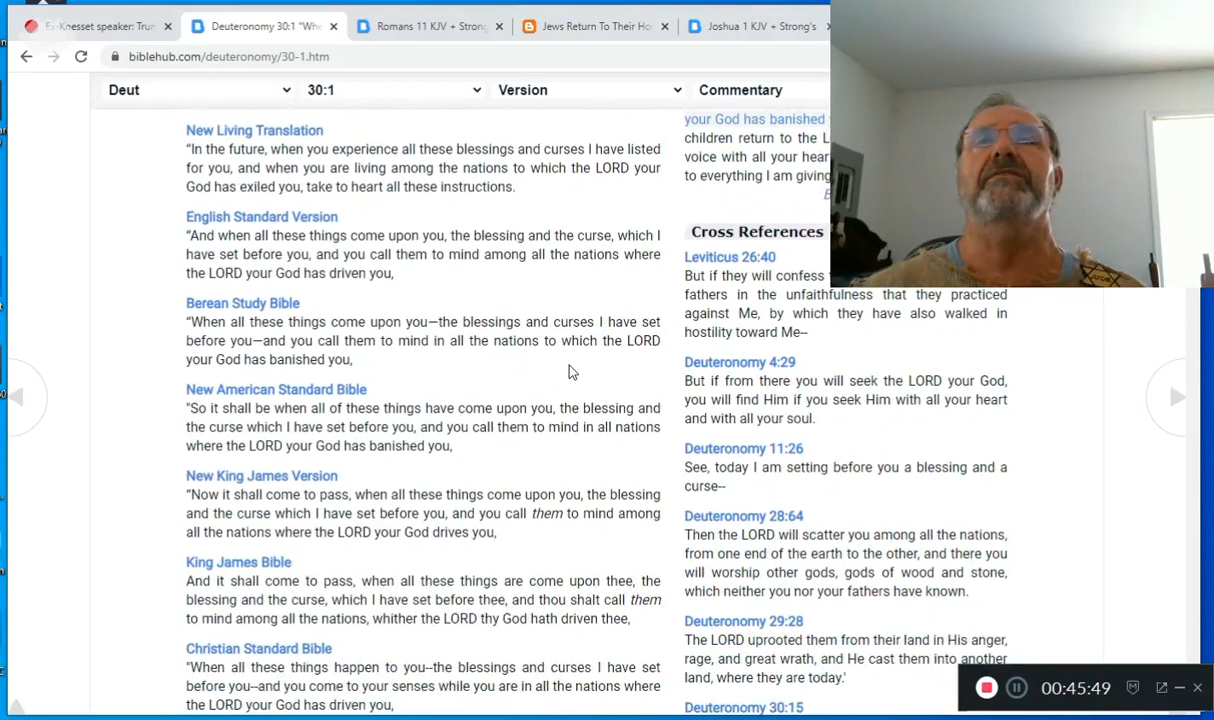 Ex-Knesset speaker: Trun
Deuteronomy 30:1 "Whe
Romans 11 KJV + Strong
Jews Return To Their Ho
Joshua 1 KJV + Strong's
biblehub.com/deuteronomy/30-1.htm
Deut
30:1
Version
Commentary
New Living Translation
“In the future, when you experience all these blessings and curses I have listed
for you, and when you are living among the nations to which the LORD your
God has exiled you, take to heart all these instructions.
English Standard Version
“And when all these things come upon you, the blessing and the curse, which I
have set before you, and you call them to mind among all the nations where
the LORD your God has driven you,
Berean Study Bible
“When all these things come upon you—the blessings and curses I have set
before you—and you call them to mind in all the nations to which the LORD
your God has banished you,
New American Standard Bible
"So it shall be when all of these things have come upon you, the blessing and
the curse which I have set before you, and you call them to mind in all nations
where the LORD your God has banished you,
New King James Version
“Now it shall come to pass, when all these things come upon you, the blessing
and the curse which I have set before you, and you call them to mind among
all the nations where the LORD your God drives you,
King James Bible
And it shall come to pass, when all these things are come upon thee, the
blessing and the curse, which I have set before thee, and thou shalt call them
to mind among all the nations, whither the LORD thy God hath driven thee,
Christian Standard Bible
"When all these things happen to you--the blessings and curses I have set
before you--and you come to your senses while you are in all the nations where
the LORD your God has driven you,
your God has banished
children return to the L
voice with all your hear
to everything I am giving
Cross References
Leviticus 26:40
But if they will confess
fathers in the unfaithfulness that they practiced
against Me, by which they have also walked in
hostility toward Me--
Deuteronomy 4:29
But if from there you will seek the LORD your God,
you will find Him if you seek Him with all your heart
and with all your soul.
Deuteronomy 11:26
See, today I am setting before you a blessing and a
curse--
Deuteronomy 28:64
Then the LORD will scatter you among all the nations,
from one end of the earth to the other, and there you
will worship other gods, gods of wood and stone,
which neither you nor your fathers have known.
Deuteronomy 29:28
The LORD uprooted them from their land in His anger,
rage, and great wrath, and He cast them into another
land, where they are today.'
Deuteronomy 30:15
00:45:49